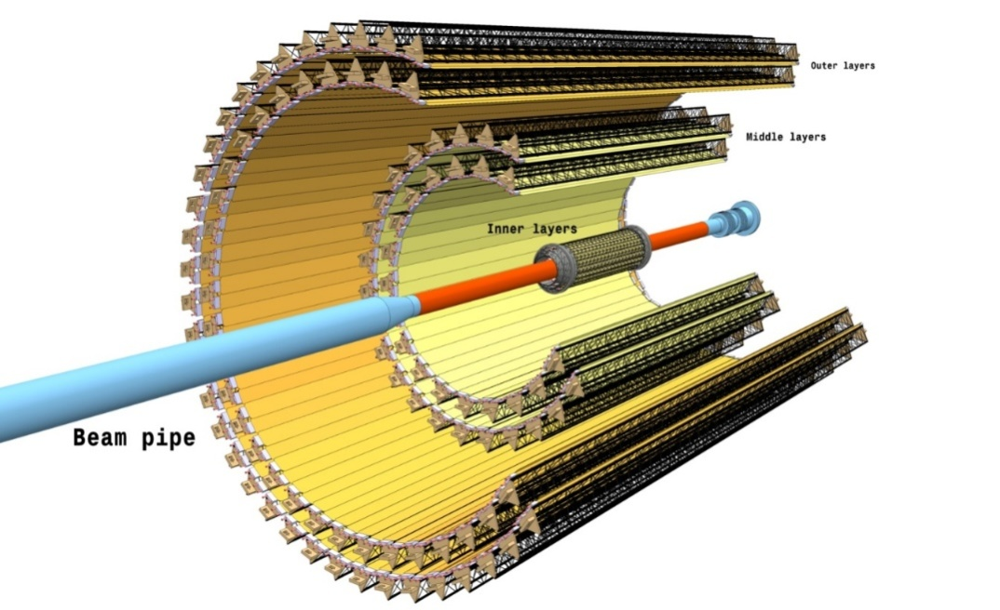 Outer layers
Middle layers
Inner layers
Beam pipe